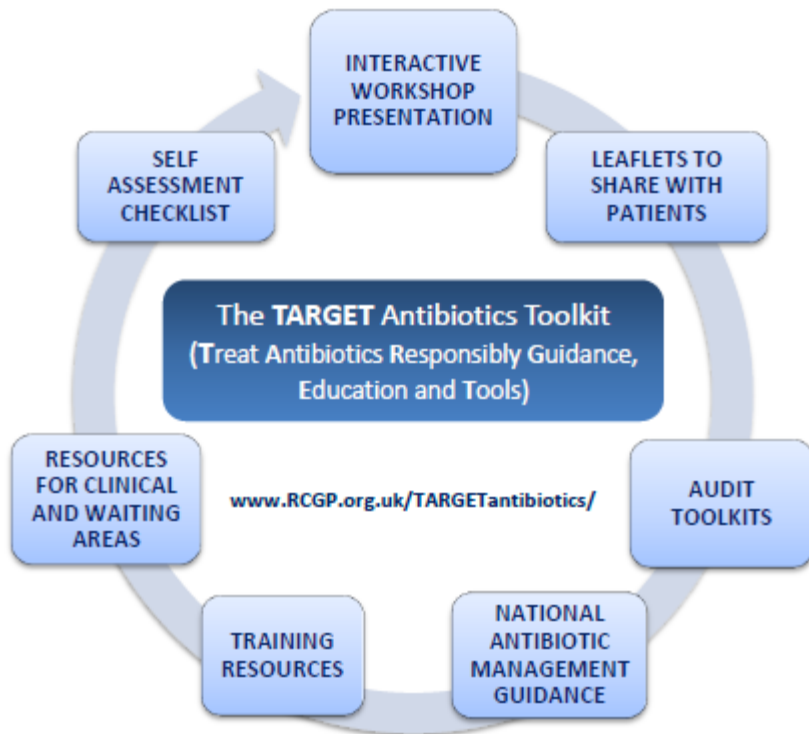 INTERACTIVE
WORKSHOP
PRESENTATION
LEAFLETS TO
SHARE WITH
PATIENTS
AUDIT
TOOLKITS
NATIONAL
ANTIBIOTIC
MANAGEMENT
GUIDANCE
TRAINING
RESOURCES
RESOURCES
FOR CLINICAL
AND WAITING
AREAS
SELF
ASSESSMENT
CHECKLIST
The TARGET Antibiotics Toolkit
(Treat Antibiotics Responsibly Guidance,
Education and Tools)
www.RCGP.org.uk/TARGETantibiotics/